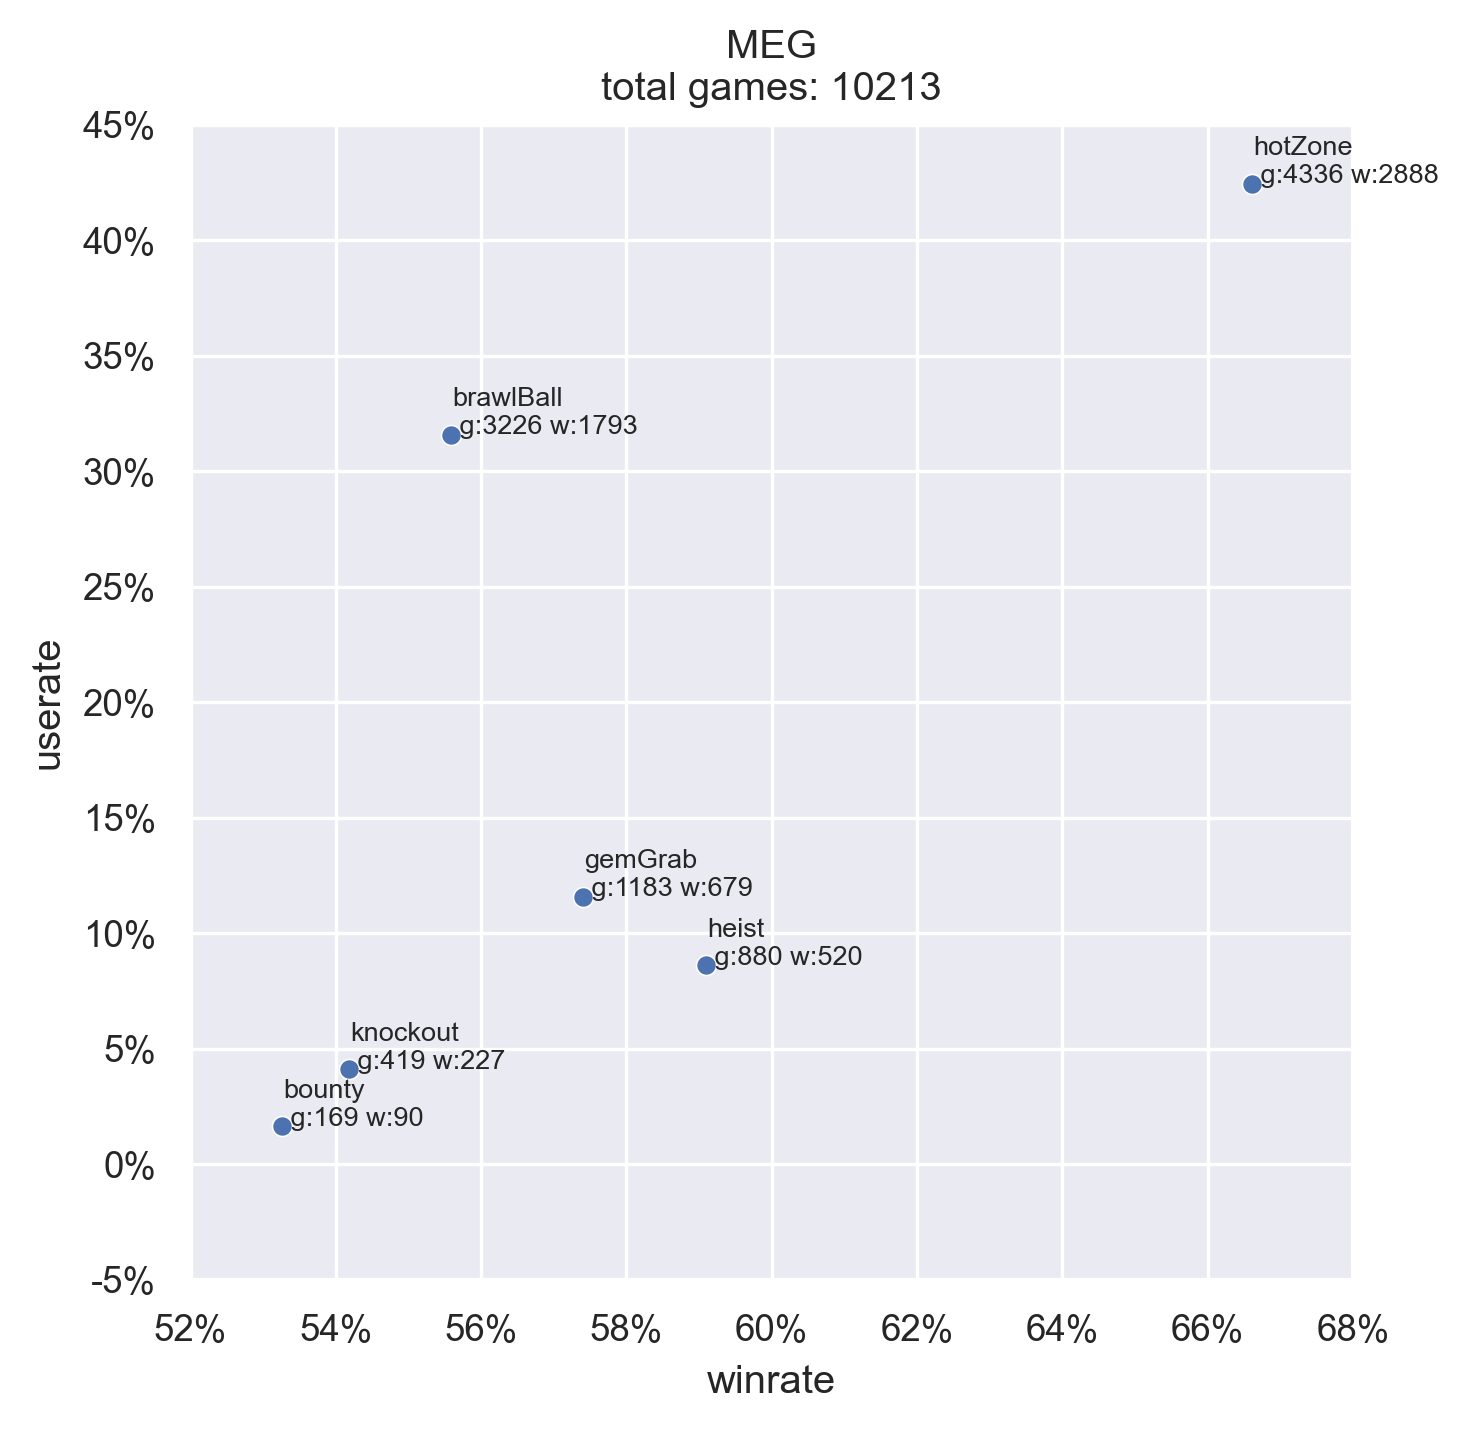 MEG
total games: 10213
45%
hotZone
g:4336 w:2888
40%
35%
brawlBall
g:3226 w:1793
30%
25%
userate
20%
15%
gemGrab
g:1183 w:679
heist
10%
g:880 w:520
knockout
5%
g:419 w:227
bounty
g:169 w:90
0%
-5%
52% 54% 56% 58% 60% 62% 64% 66% 68%
winrate